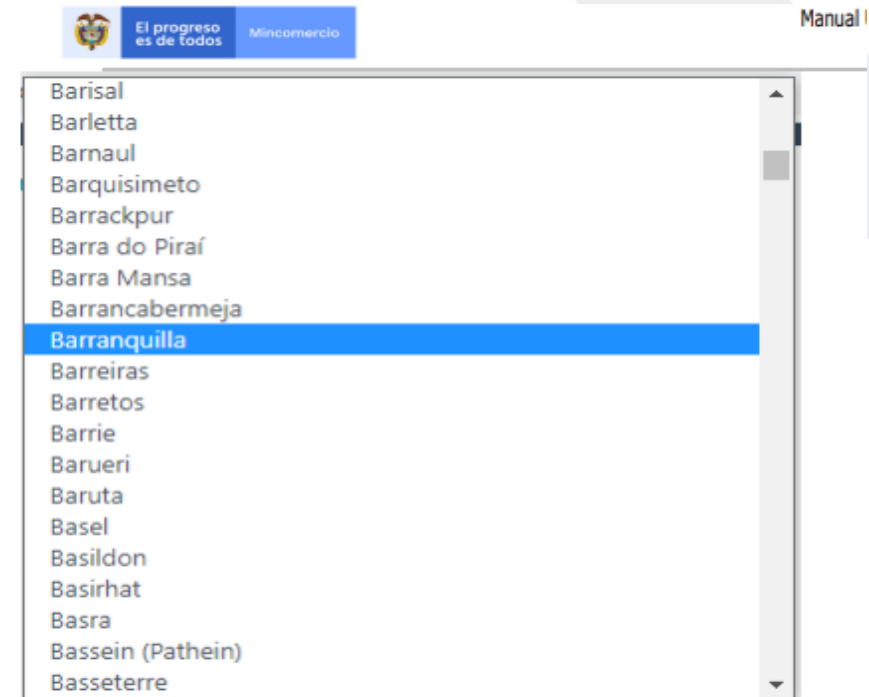 El progreso
es de todos
Mincomercio
Manual
Barisal
Barletta
Barnaul
Barquisimeto
Barrackpur
Barra do Piraí
Barra Mansa
Barrancabermeja
Barranquilla
Barreiras
Barretos
Barrie
Barueri
Baruta
Basel
Basildon
Basirhat
Basra
Bassein (Pathein)
Basseterre